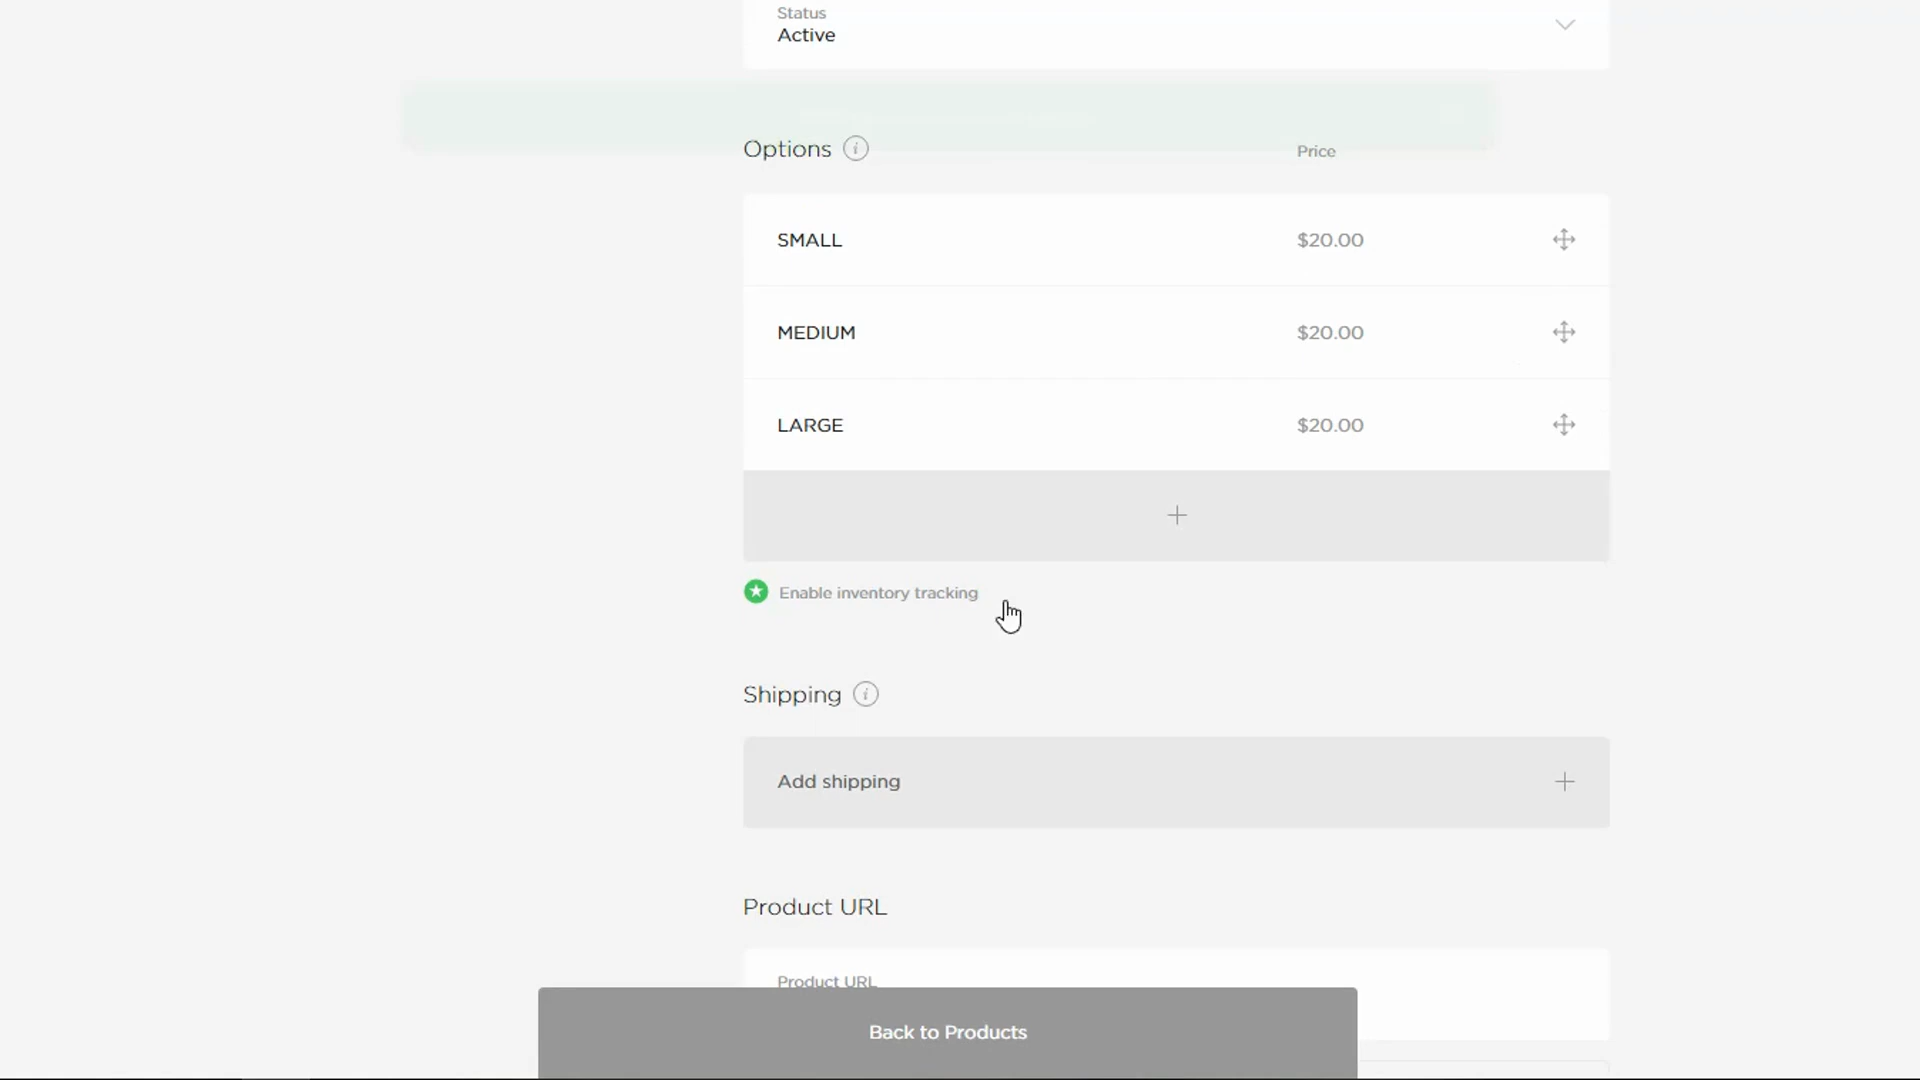 Status
Active
Options
Price
SMALL $20.00
MEDIUM $20.00
LARGE $20.00
Enable inventory tracking
Shipping
Add shipping
Product URL
Product URL
Back to Products